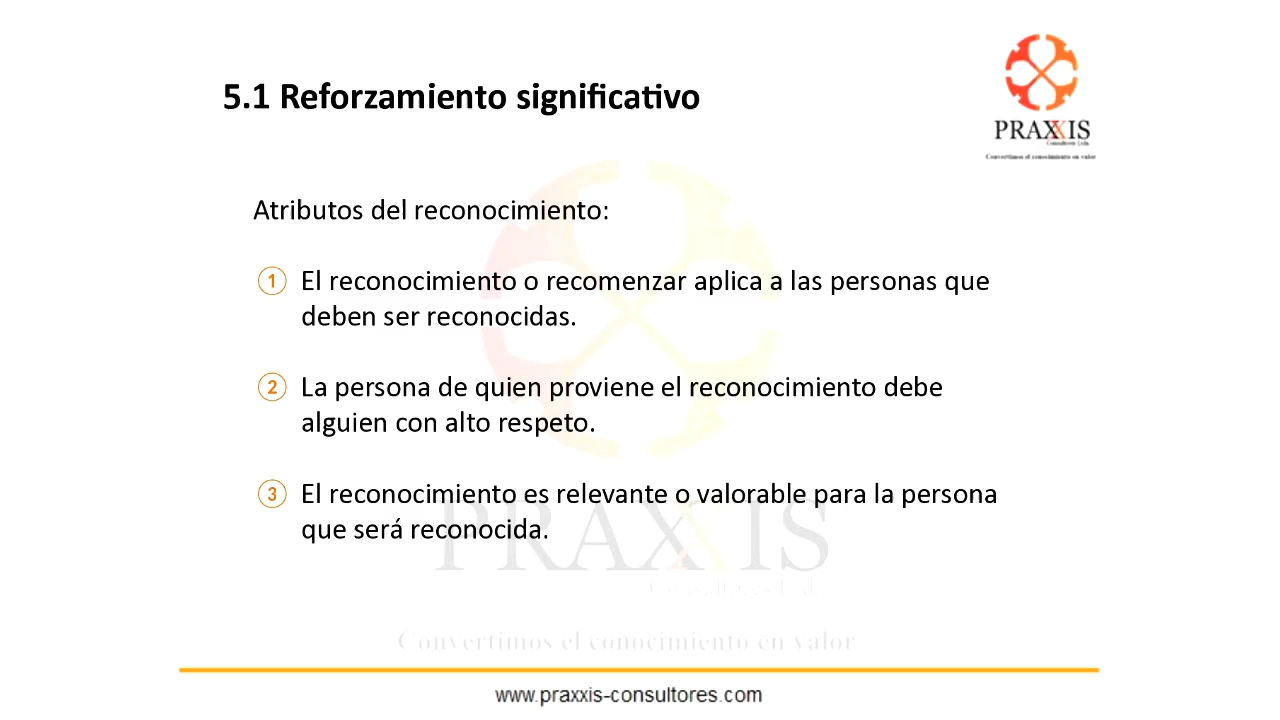 5.1 Reforzamiento significativo
PRAXXIS
Consultores Ltda.
Convertimos el conocimiento en valor
Atributos del reconocimiento:
1 El reconocimiento o recomenzar aplica a las personas que
deben ser reconocidas.
2 La persona de quien proviene el reconocimiento debe
alguien con alto respeto.
3 El reconocimiento es relevante o valorable para la persona
que será reconocida.
PRAXXIS
Convertimos el conocimiento en valor
www.praxxis-consultores.com